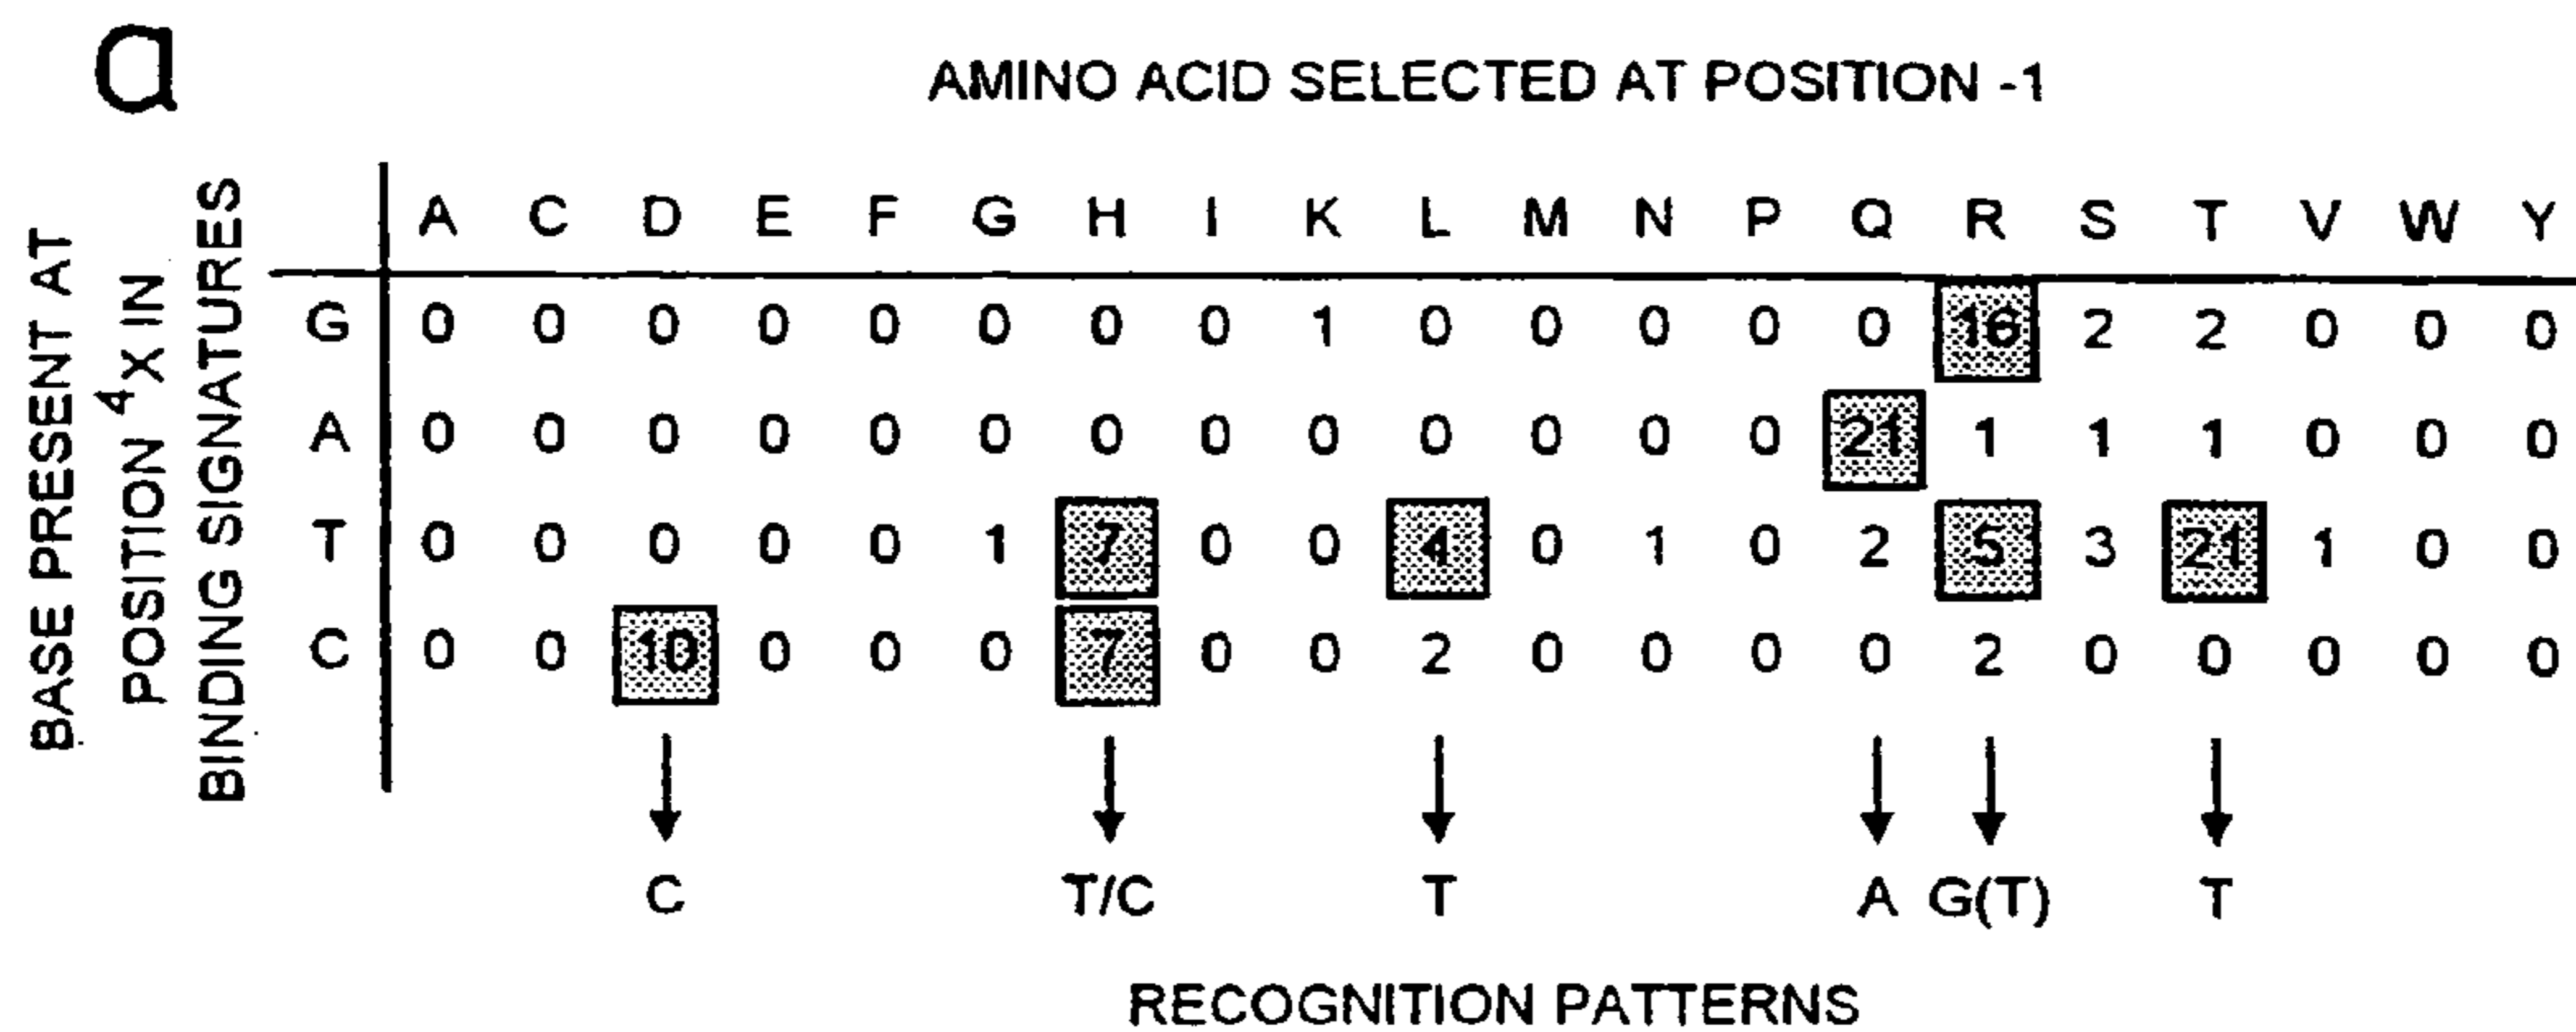 a
AMINO ACID SELECTED AT POSITION -1
BASE PRESENT AT
POSITION ⁴X IN
BINDING SIGNATURES
A C D E F G H I K L M N P Q R S T V W Y
G 0 0 0 0 0 0 0 0 1 0 0 0 0 0 16 2 2 0 0 0
A 0 0 0 0 0 0 0 0 0 0 0 0 0 21 1 1 1 0 0 0
T 0 0 0 0 0 1 7 0 0 4 0 1 0 2 5 3 21 1 0 0
C 0 0 10 0 0 0 7 0 0 2 0 0 0 0 2 0 0 0 0 0
C T/C T A G(T) T
RECOGNITION PATTERNS